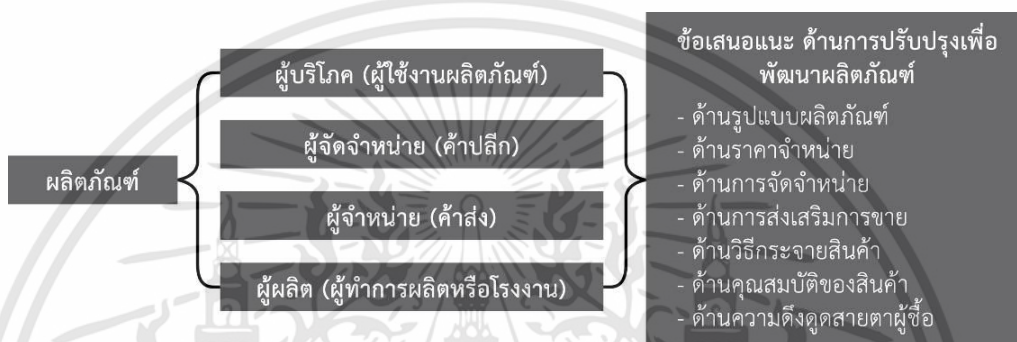 ผลิตภัณฑ์
ผู้บริโภค (ผู้ใช้งานผลิตภัณฑ์)
ผู้จัดจำหน่าย (ค้าปลีก)
ผู้จำหน่าย (ค้าส่ง)
ผู้ผลิต (ผู้ทำการผลิตหรือโรงงาน)
ข้อเสนอแนะ ด้านการปรับปรุงเพื่อ
พัฒนาผลิตภัณฑ์
- ด้านรูปแบบผลิตภัณฑ์
- ด้านราคาจำหน่าย
- ด้านการจัดจำหน่าย
- ด้านการส่งเสริมการขาย
- ด้านวิธีกระจายสินค้า
- ด้านคุณสมบัติของสินค้า
- ด้านความดึงดูดสายตาผู้ซื้อ